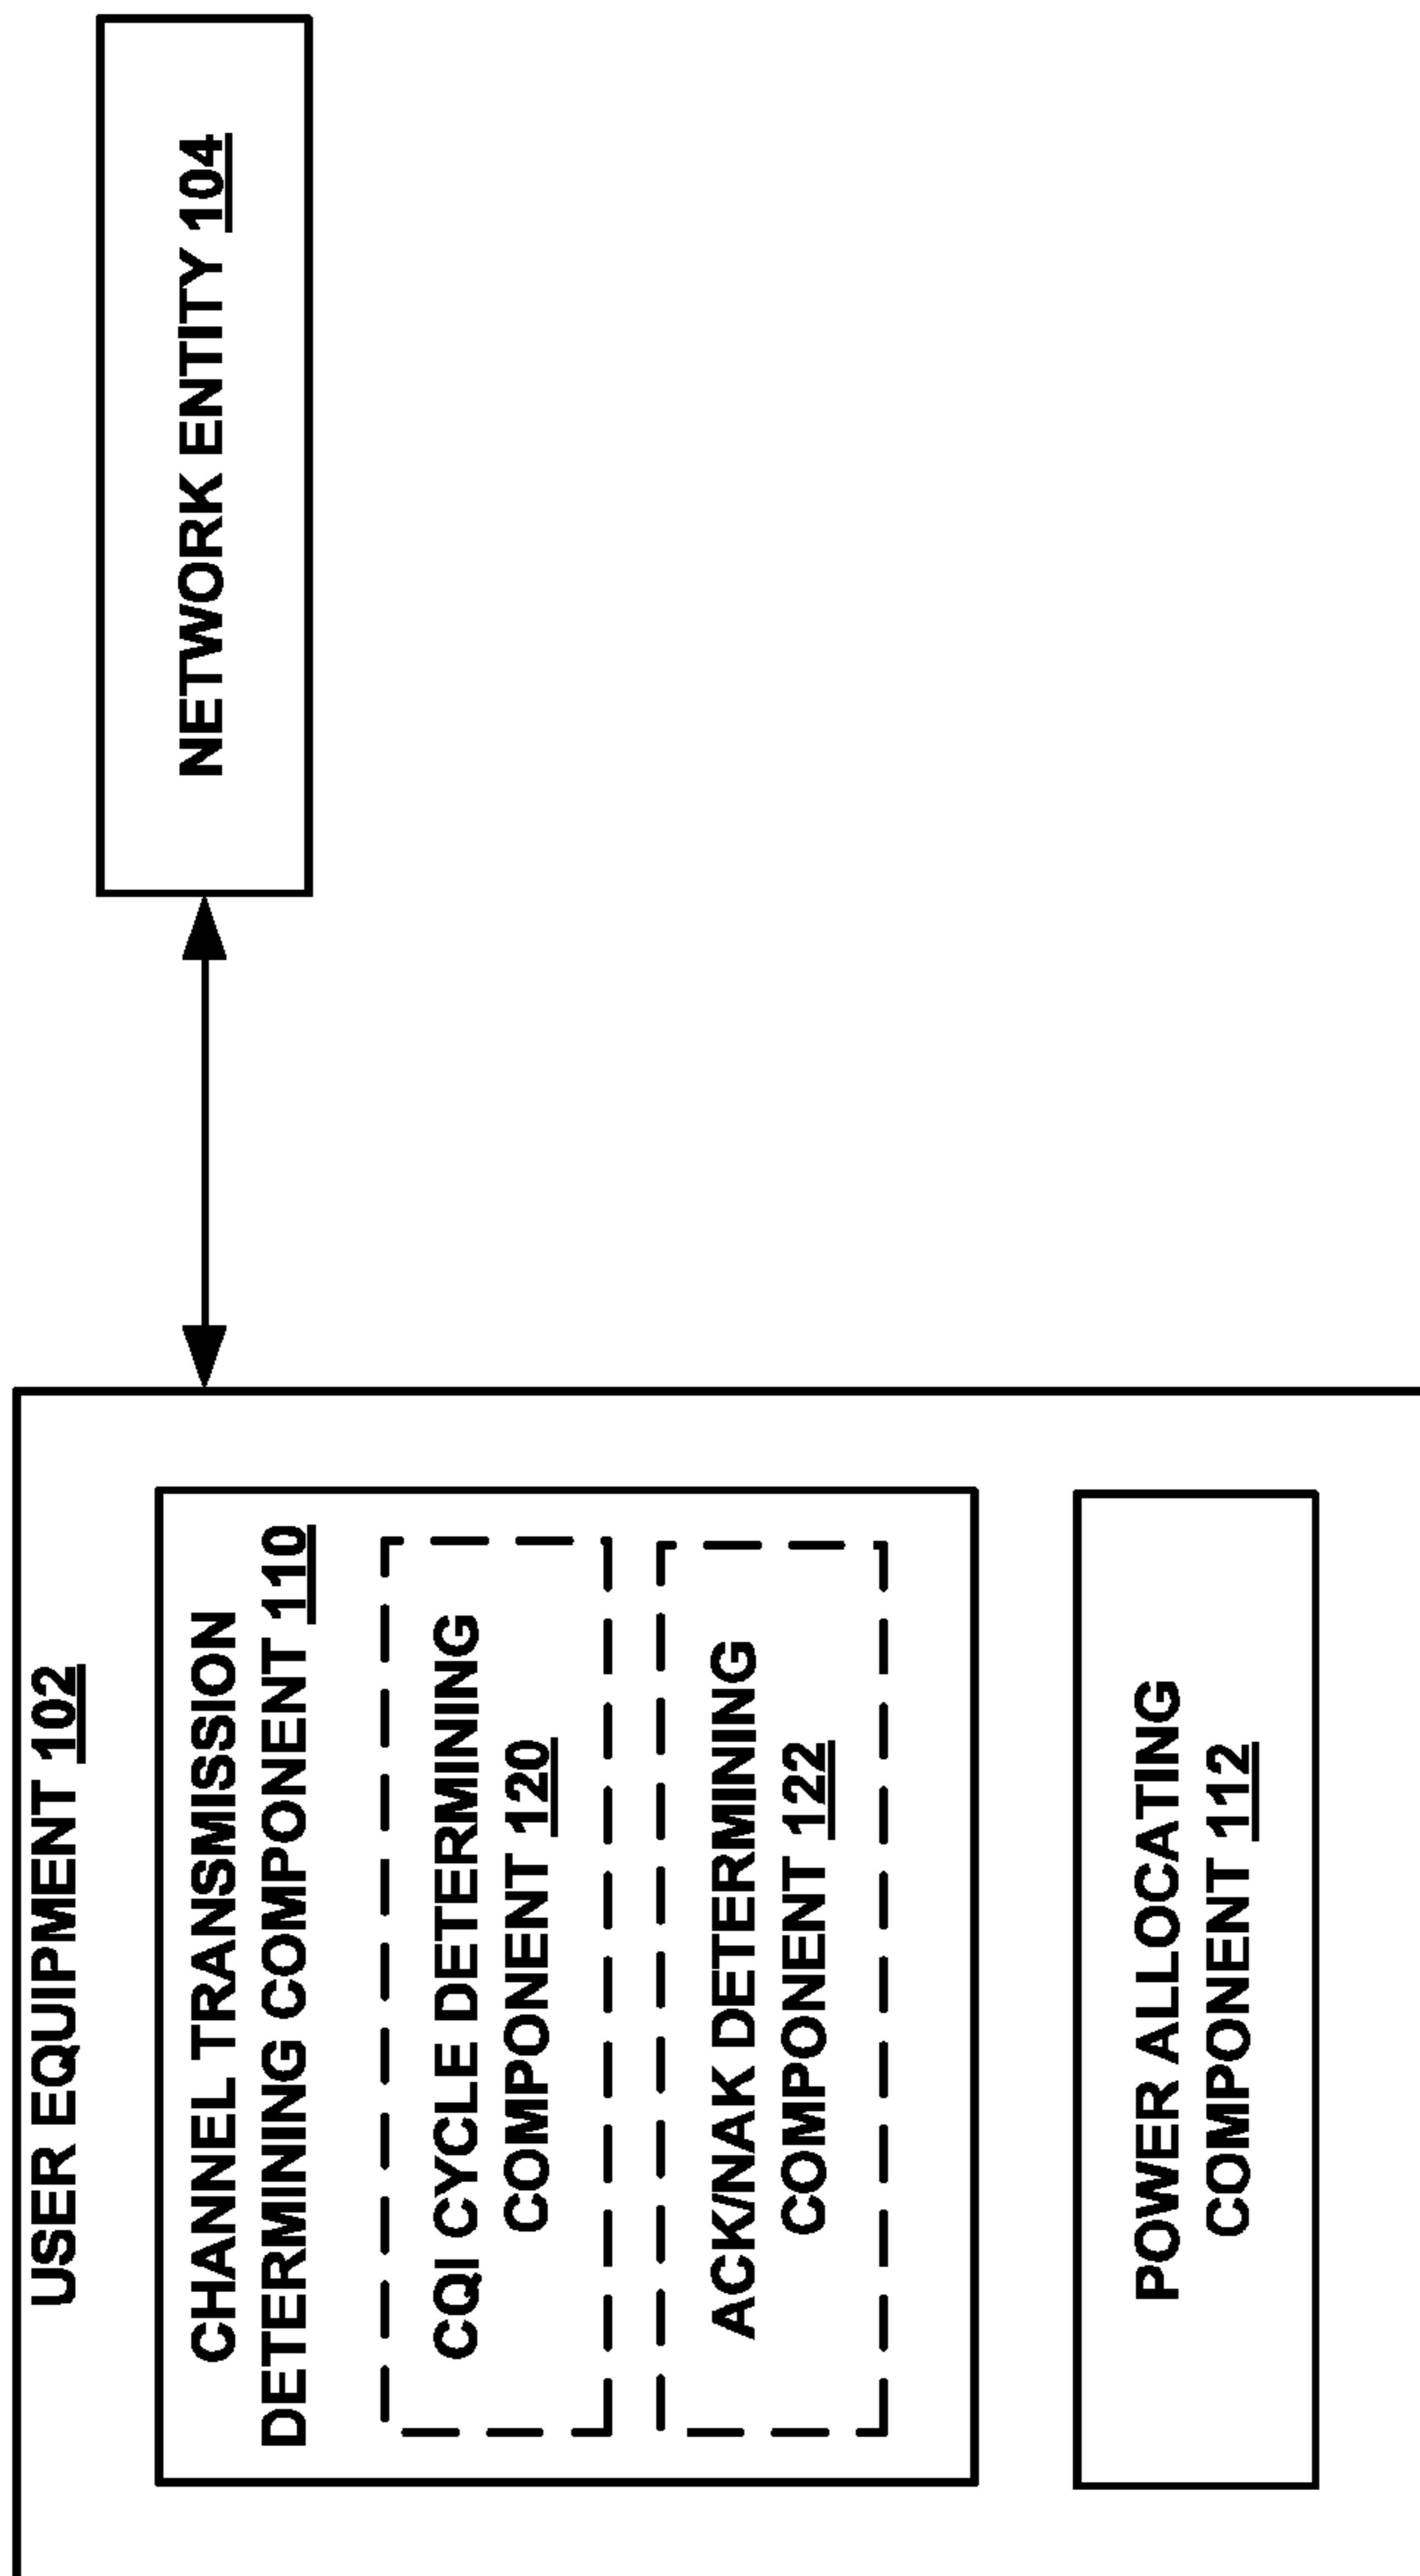 USER EQUIPMENT 102
CHANNEL TRANSMISSION
DETERMINING COMPONENT 110
CQI CYCLE DETERMINING
COMPONENT 120
ACK/NAK DETERMINING
COMPONENT 122
POWER ALLOCATING
COMPONENT 112
NETWORK ENTITY 104